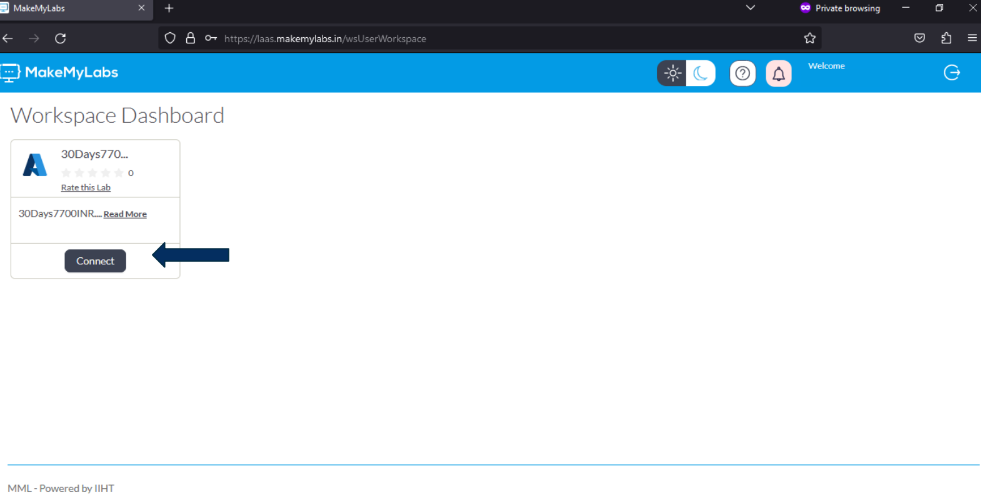 MakeMyLabs
Private browsing
https://laas.makemylabs.in/wsUserWorkspace
MakeMyLabs
Welcome
Workspace Dashboard
30Days770...
0
Rate this Lab
30Days7700INR.... Read More
Connect
MML - Powered by IIHT